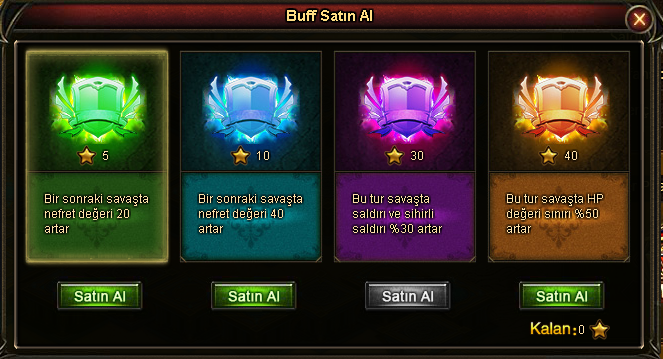 Buff Satın Al
5
10
30
40
Bir sonraki savaşta
nefret değeri 20
artar
Bir sonraki savaşta
nefret değeri 40
artar
Bu tur savaşta
saldırı ve sihirli
saldırı %30 artar
Bu tur savaşta HP
değeri sınırı %50
artar
Satın Al
Satın Al
Satın Al
Satın Al
Kalan:0